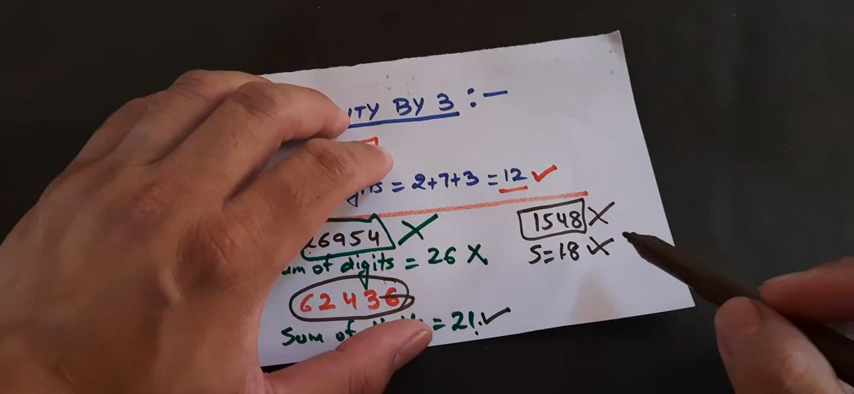 ITY BY 3 :-
= 2+7+3 = 12 ✓
26954 X
um of digits = 26 X
62436
Sum of = 21. ✓
1548 X
S=18 X